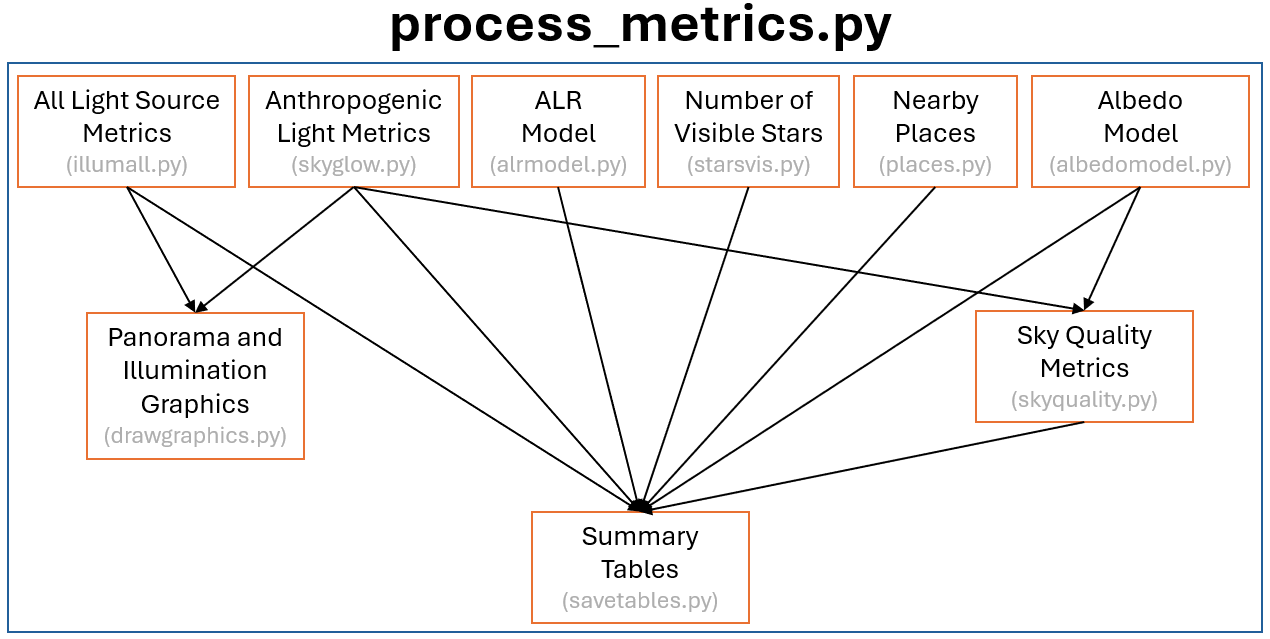 process_metrics.py
All Light Source
Metrics
(illumall.py)
Anthropogenic
Light Metrics
(skyglow.py)
ALR
Model
(alrmodel.py)
Number of
Visible Stars
(starsvis.py)
Nearby
Places
(places.py)
Albedo
Model
(albedomodel.py)
Panorama and
Illumination
Graphics
(drawgraphics.py)
Sky Quality
Metrics
(skyquality.py)
Summary
Tables
(savetables.py)